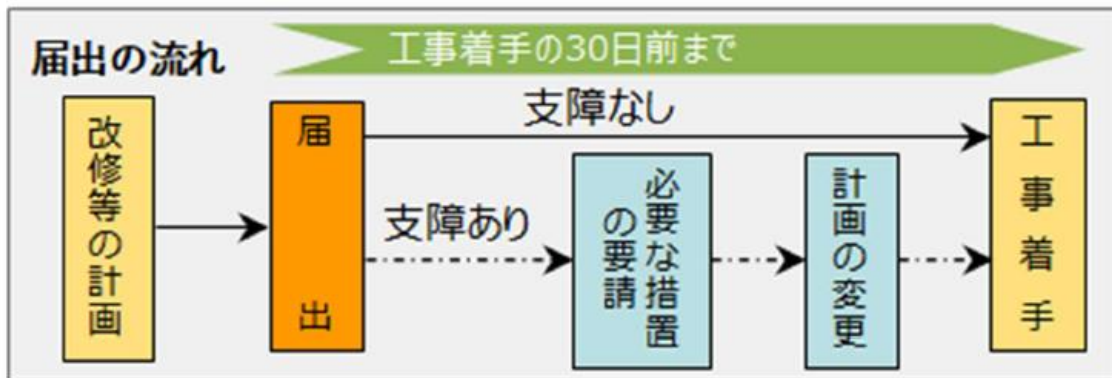 届出の流れ
工事着手の30日前まで
改修等の計画
届出
支障なし
支障あり
必要な措置
の要請
計画の変更
工事着手